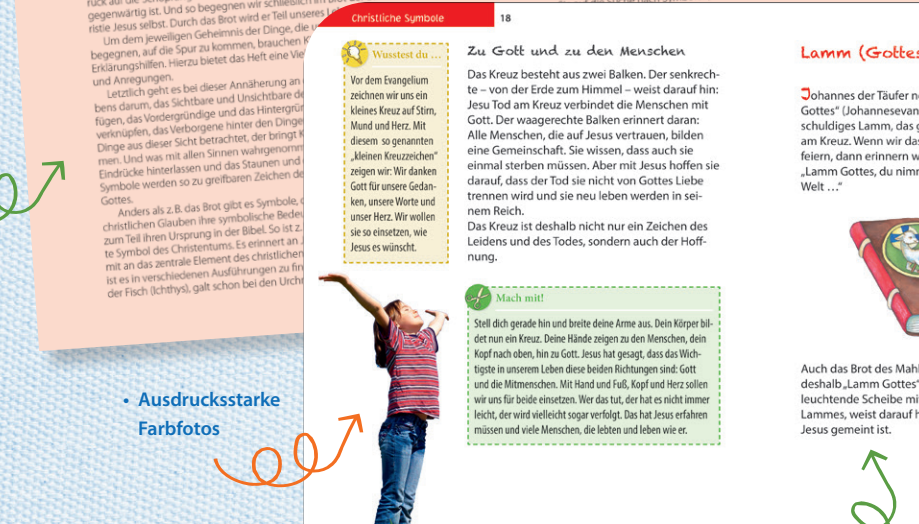 gegenwärtig ist. Und so begegnen wir schließlich im
ristie Jesus selbst. Durch das Brot wird er Teil unseres
Um dem jeweiligen Geheimnis der Dinge, die
begegnen, auf die Spur zu kommen, brauchen
Erklärungshilfen. Hierzu bietet das Heft eine
und Anregungen.
Letztlich geht es bei dieser Annäherung an
bens darum, das Sichtbare und Unsichtbare
fügen, das Vordergründige und das
verknüpfen, das Verborgene hinter den
Dinge aus dieser Sicht betrachtet, der bringt
men. Und was mit allen Sinnen
Eindrücke hinterlassen und das Staunen und
Symbole werden so zu greifbaren Zeichen
Gottes.
Anders als z. B. das Brot gibt es Symbole,
christlichen Glauben ihre symbolische
zum Teil ihren Ursprung in der Bibel. So ist z.
te Symbol des Christentums. Es erinnert an
mit an das zentrale Element des christlichen
ist es in verschiedenen Ausführungen zu
der Fisch (Ichthys), galt schon bei den
• Ausdrucksstarke
Farbfotos
Christliche Symbole 18
Wusstest du …
Vor dem Evangelium
zeichnen wir uns ein
kleines Kreuz auf Stirn,
Mund und Herz. Mit
diesem so genannten
„kleinen Kreuzzeichen“
zeigen wir: Wir danken
Gott für unsere Gedan-
ken, unsere Worte und
unser Herz. Wir wollen
sie so einsetzen, wie
Jesus es wünscht.
Zu Gott und zu den Menschen
Das Kreuz besteht aus zwei Balken. Der senkrech-
te – von der Erde zum Himmel – weist darauf hin:
Jesu Tod am Kreuz verbindet die Menschen mit
Gott. Der waagerechte Balken erinnert daran:
Alle Menschen, die auf Jesus vertrauen, bilden
eine Gemeinschaft. Sie wissen, dass auch sie
einmal sterben müssen. Aber mit Jesus hoffen sie
darauf, dass der Tod sie nicht von Gottes Liebe
trennen wird und sie neu leben werden in sei-
nem Reich.
Das Kreuz ist deshalb nicht nur ein Zeichen des
Leidens und des Todes, sondern auch der Hoff-
nung.
Mach mit!
Stell dich gerade hin und breite deine Arme aus. Dein Körper bil-
det nun ein Kreuz. Deine Hände zeigen zu den Menschen, dein
Kopf nach oben, hin zu Gott. Jesus hat gesagt, dass das Wich-
tigste in unserem Leben diese beiden Richtungen sind: Gott
und die Mitmenschen. Mit Hand und Fuß, Kopf und Herz sollen
wir uns für beide einsetzen. Wer das tut, der hat es nicht immer
leicht, der wird vielleicht sogar verfolgt. Das hat Jesus erfahren
müssen und viele Menschen, die lebten und leben wie er.
Lamm (Gottes
Johannes der Täufer
Gottes“
schuldiges Lamm, das
am Kreuz. Wenn wir das
feiern, dann erinnern
„Lamm Gottes, du
Welt …“
Auch das Brot des
deshalb „Lamm Gottes“
leuchtende Scheibe
Lammes, weist darauf
Jesus gemeint ist.